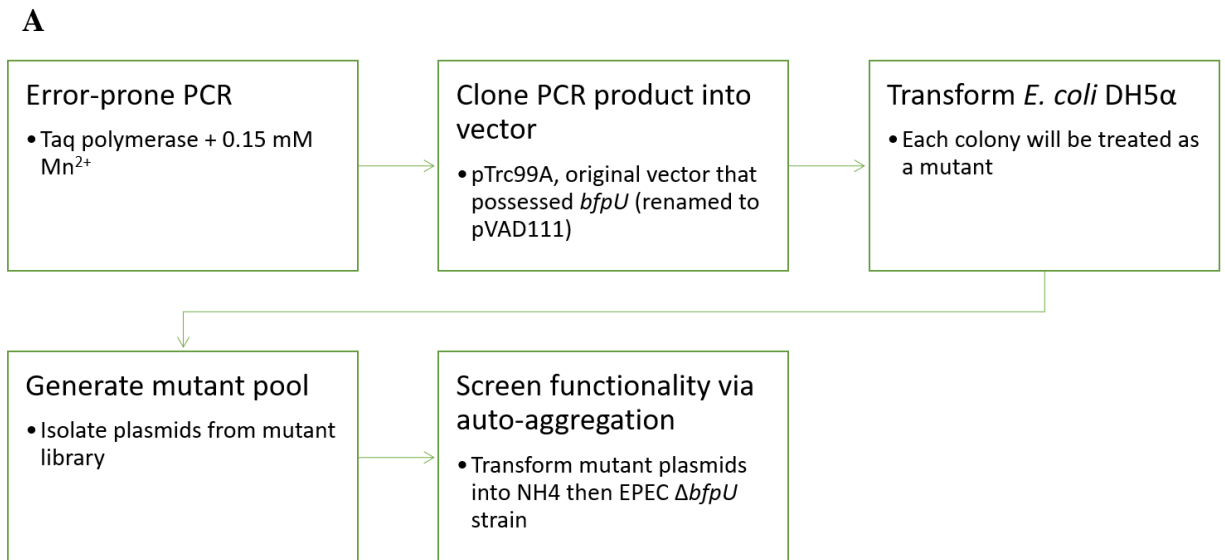 A
Error-prone PCR
• Taq polymerase + 0.15 mM
Mn²⁺
Clone PCR product into
vector
• pTrc99A, original vector that
possessed bfpU (renamed to
pVAD111)
Transform E. coli DH5α
• Each colony will be treated as
a mutant
Generate mutant pool
• Isolate plasmids from mutant
library
Screen functionality via
auto-aggregation
• Transform mutant plasmids
into NH4 then EPEC ΔbfpU
strain